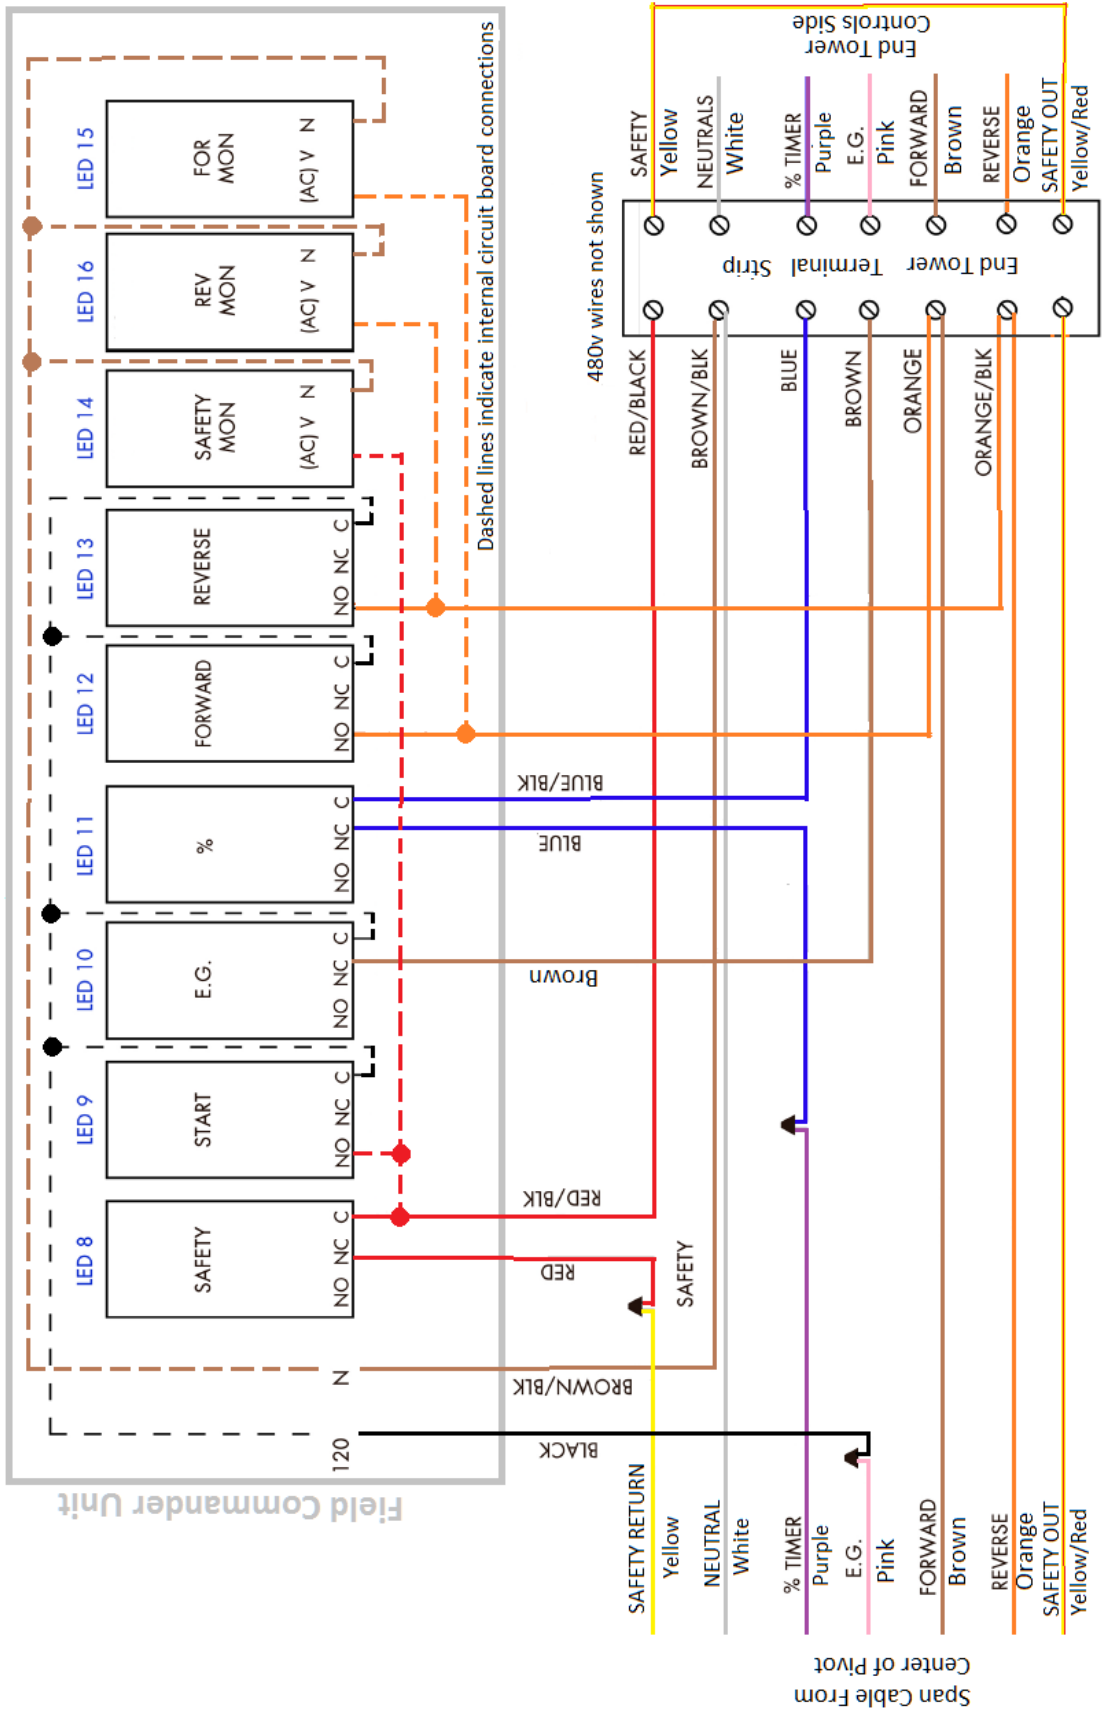 Field Commander Unit
Dashed lines indicate internal circuit board connections
LED 15
FOR
MON
(AC) V N
LED 16
REV
MON
(AC) V N
LED 14
SAFETY
MON
(AC) V N
LED 13
REVERSE
NO NC C
LED 12
FORWARD
NO NC C
LED 11
%
NO NC C
LED 10
E.G.
NO NC C
LED 9
START
NO NC C
LED 8
SAFETY
NO NC C
N
120
BLUE/BLK
BLUE
Brown
RED/BLK
RED
SAFETY
BROWN/BLK
BLACK
480v wires not shown
End Tower
Controls Side
SAFETY
Yellow
NEUTRALS
White
% TIMER
Purple
E.G.
Pink
FORWARD
Brown
REVERSE
Orange
SAFETY OUT
Yellow/Red
End Tower Terminal Strip
RED/BLACK
BROWN/BLK
BLUE
BROWN
ORANGE
ORANGE/BLK
SAFETY RETURN
Yellow
NEUTRAL
White
% TIMER
Purple
E.G.
Pink
FORWARD
Brown
REVERSE
Orange
SAFETY OUT
Yellow/Red
Span Cable From
Center of Pivot